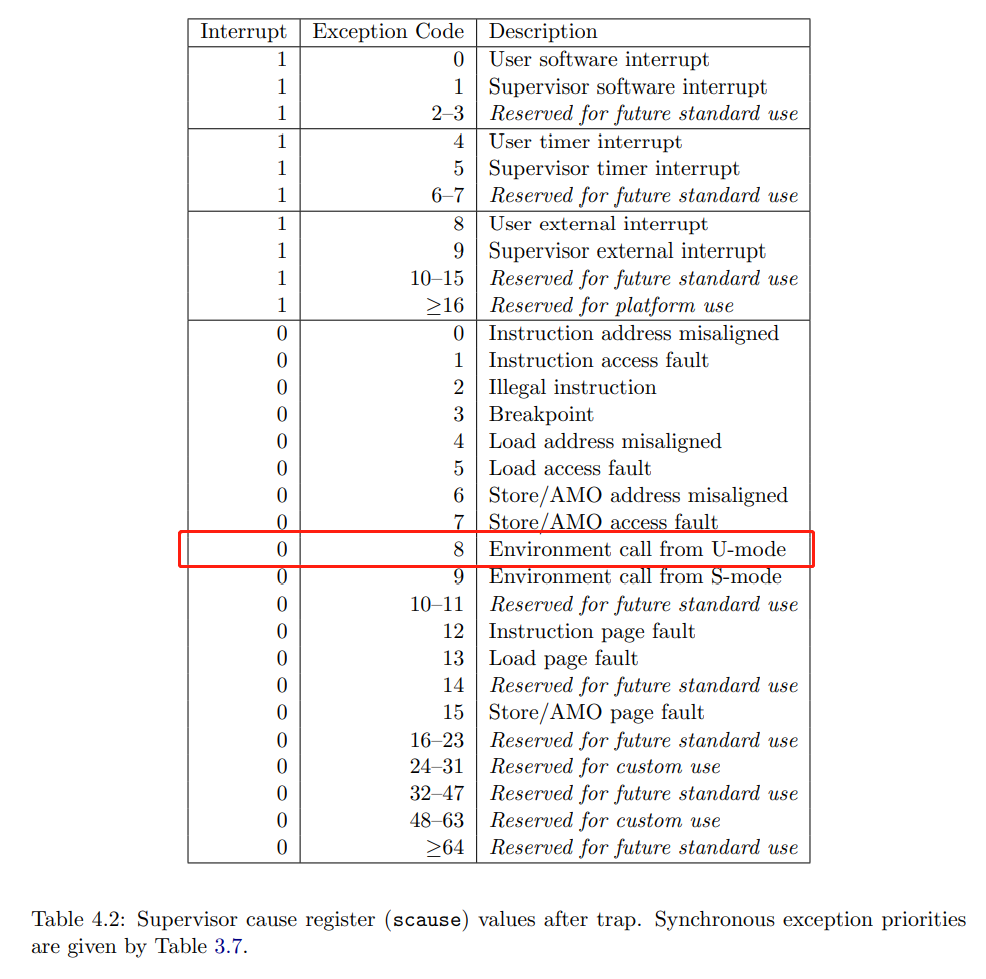 Interrupt Exception Code Description
1 0 User software interrupt
1 1 Supervisor software interrupt
1 2–3 Reserved for future standard use
1 4 User timer interrupt
1 5 Supervisor timer interrupt
1 6–7 Reserved for future standard use
1 8 User external interrupt
1 9 Supervisor external interrupt
1 10–15 Reserved for future standard use
1 ≥16 Reserved for platform use
0 0 Instruction address misaligned
0 1 Instruction access fault
0 2 Illegal instruction
0 3 Breakpoint
0 4 Load address misaligned
0 5 Load access fault
0 6 Store/AMO address misaligned
0 7 Store/AMO access fault
0 8 Environment call from U-mode
0 9 Environment call from S-mode
0 10–11 Reserved for future standard use
0 12 Instruction page fault
0 13 Load page fault
0 14 Reserved for future standard use
0 15 Store/AMO page fault
0 16–23 Reserved for future standard use
0 24–31 Reserved for custom use
0 32–47 Reserved for future standard use
0 48–63 Reserved for custom use
0 ≥64 Reserved for future standard use
Table 4.2: Supervisor cause register (scause) values after trap. Synchronous exception priorities
are given by Table 3.7.